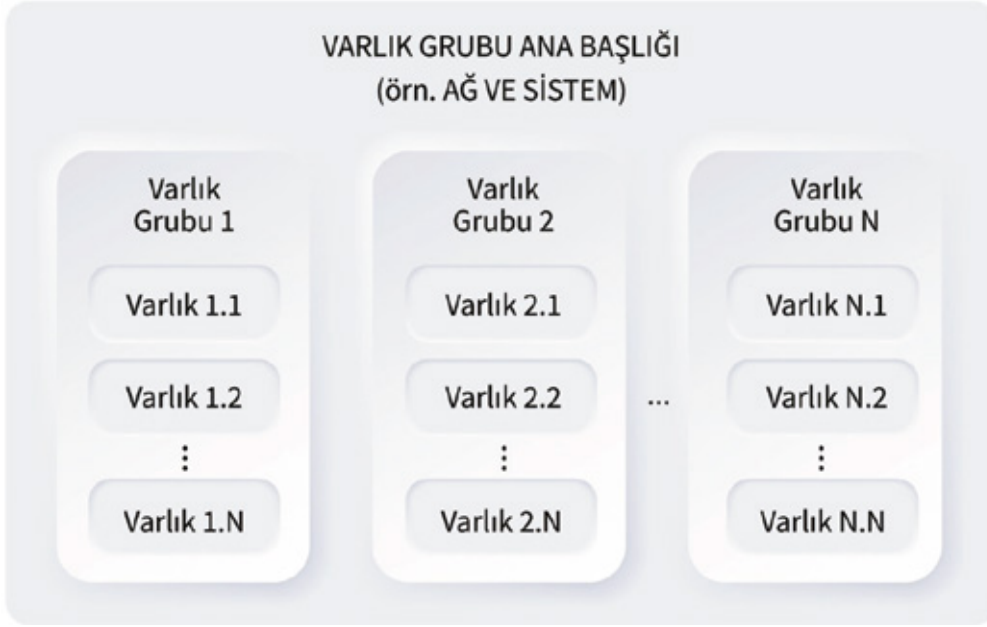 VARLIK GRUBU ANA BAŞLIĞI
(örn. AĞ VE SİSTEM)
Varlık
Grubu 1
Varlık 1.1
Varlık 1.2
⋮
Varlık 1.N
Varlık
Grubu 2
Varlık 2.1
Varlık 2.2
⋮
Varlık 2.N
...
Varlık
Grubu N
Varlık N.1
Varlık N.2
⋮
Varlık N.N